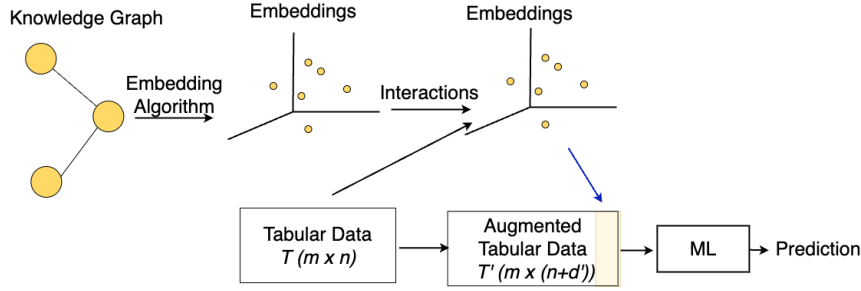 Knowledge Graph
Embedding
Algorithm
Embeddings
Interactions
Embeddings
Tabular Data
T (m x n)
Augmented
Tabular Data
T' (m x (n+d'))
ML
Prediction